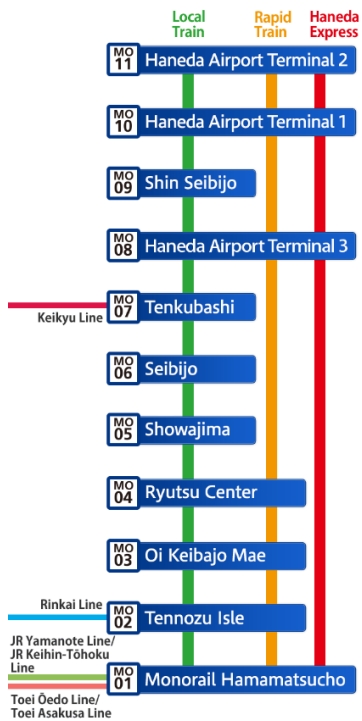 Local
Train
Rapid
Train
Haneda
Express
MO
11
Haneda Airport Terminal 2
MO
10
Haneda Airport Terminal 1
MO
09
Shin Seibijo
MO
08
Haneda Airport Terminal 3
MO
07
Tenkubashi
Keikyu Line
MO
06
Seibijo
MO
05
Showajima
MO
04
Ryutsu Center
MO
03
Oi Keibajo Mae
Rinkai Line
MO
02
Tennozu Isle
JR Yamanote Line/
JR Keihin-Tōhoku
Line
MO
01
Monorail Hamamatsucho
Toei Ōedo Line/
Toei Asakusa Line